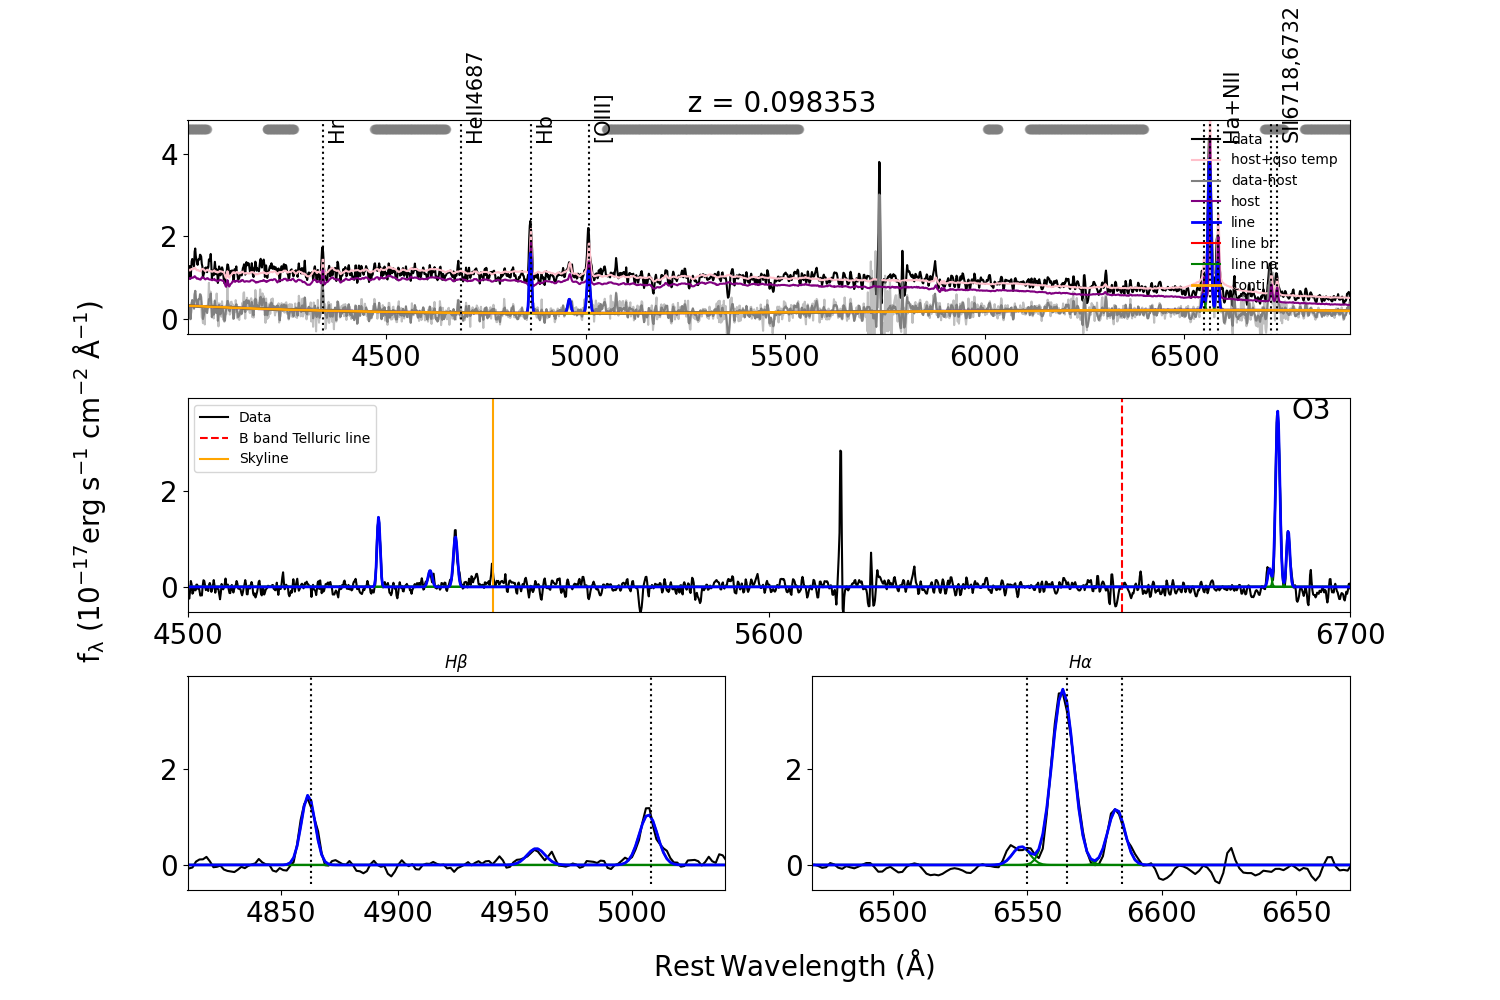 z = 0.098353
Hr
HeII4687
Hb
[OIII]
Ha+NII
SII6718,6732
data
host+qso temp
data-host
host
line
line br
line na
conti
4
2
0
4500
5000
5500
6000
6500
fλ (10⁻¹⁷erg s⁻¹ cm⁻² Å⁻¹)
Data
B band Telluric line
Skyline
O3
2
0
4500
5600
6700
Hβ
2
0
4850
4900
4950
5000
Hα
2
0
6500
6550
6600
6650
Rest Wavelength (Å)